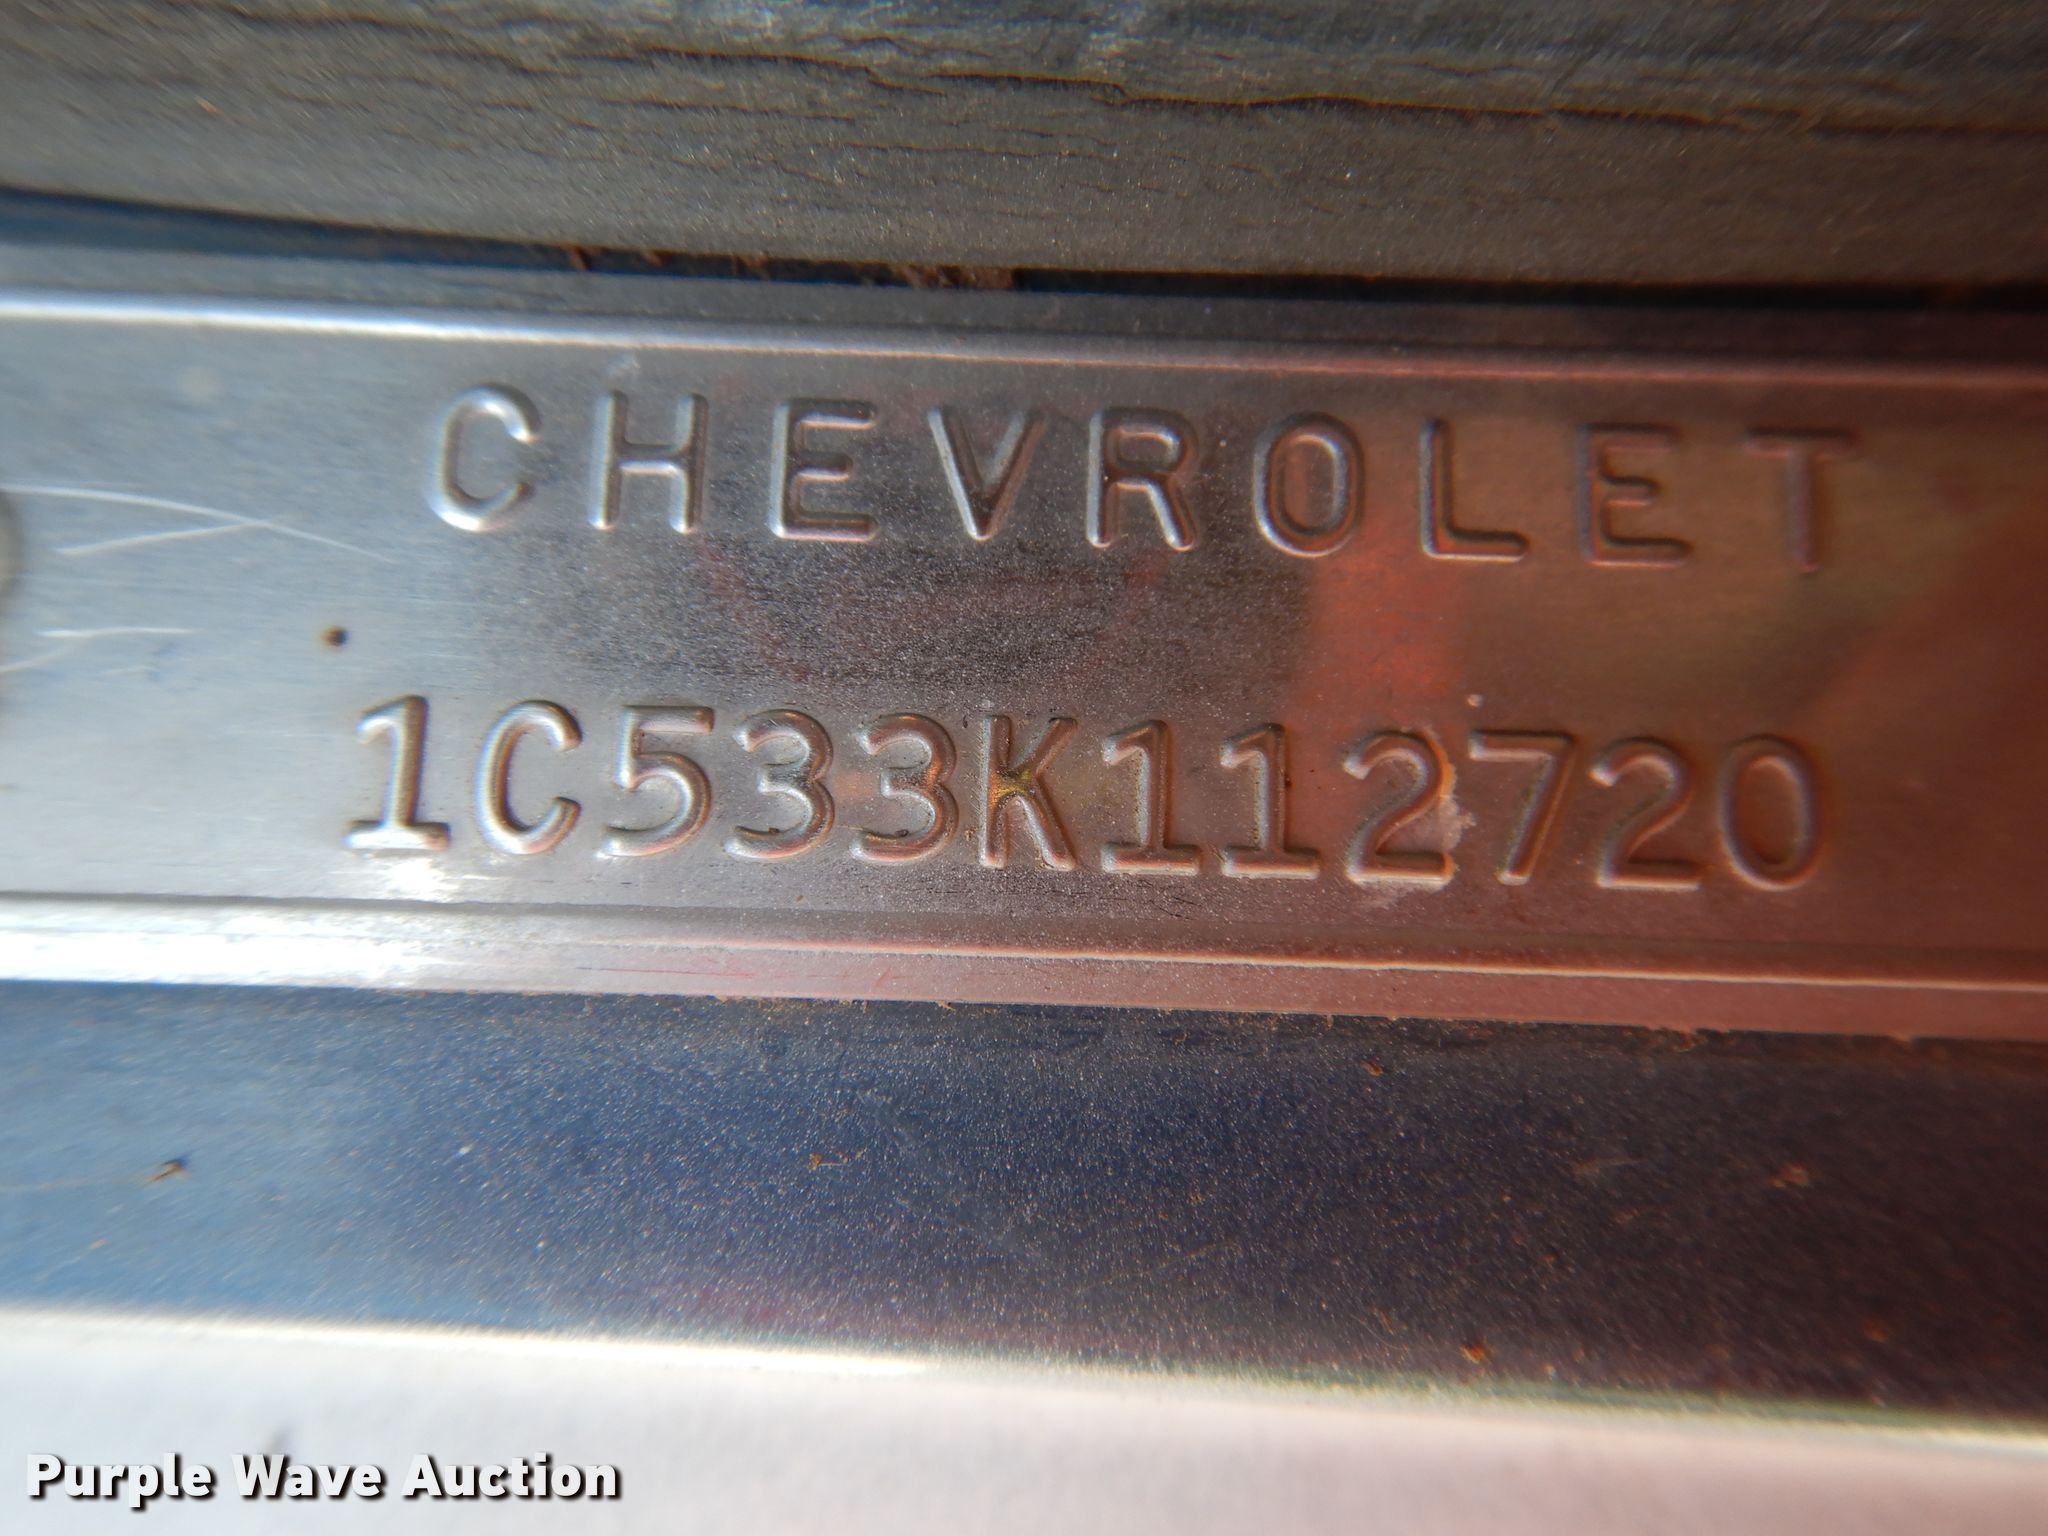 CHEVROLET
1C533K112720
Purple Wave Auction